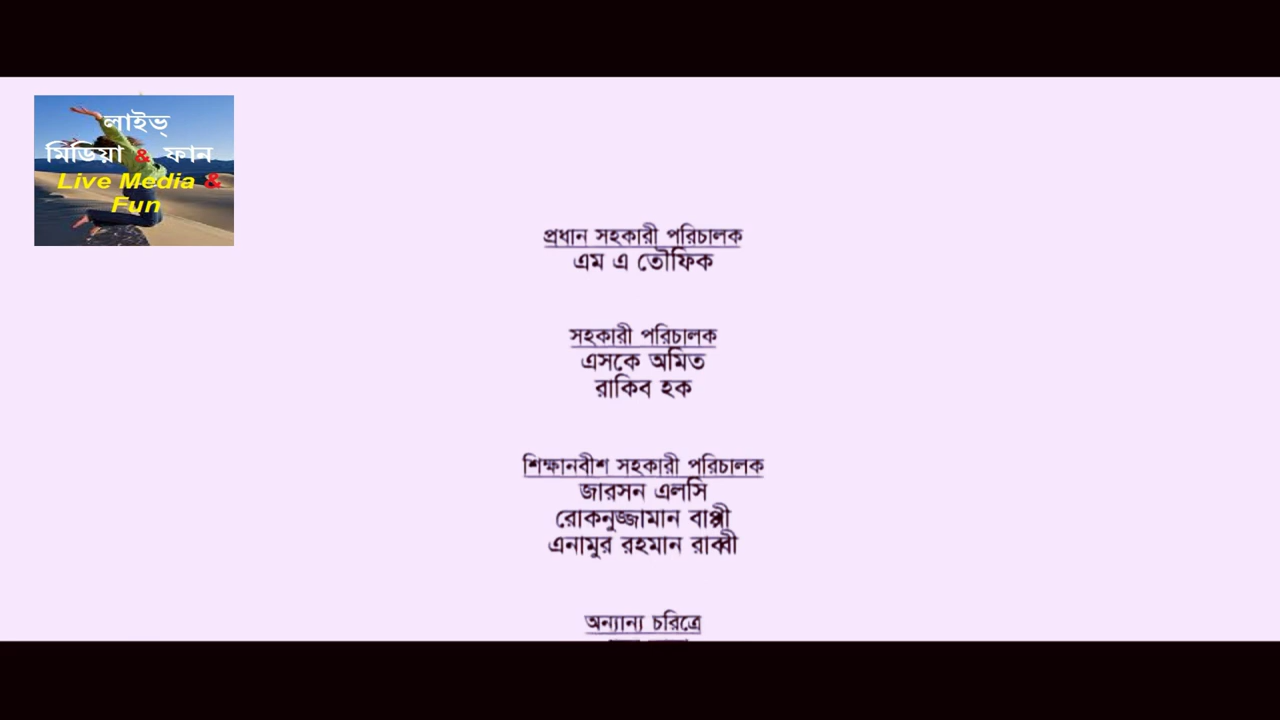 লাইভ্
মিডিয়া & ফান
Live Media &
Fun
প্রধান সহকারী পরিচালক
এম এ তৌফিক
সহকারী পরিচালক
এসকে অমিত
রাকিব হক
শিক্ষানবীশ সহকারী পরিচালক
জারসন এলসি
রোকনুজ্জামান বাপ্পী
এনামুর রহমান রাব্বী
অন্যান্য চরিত্রে